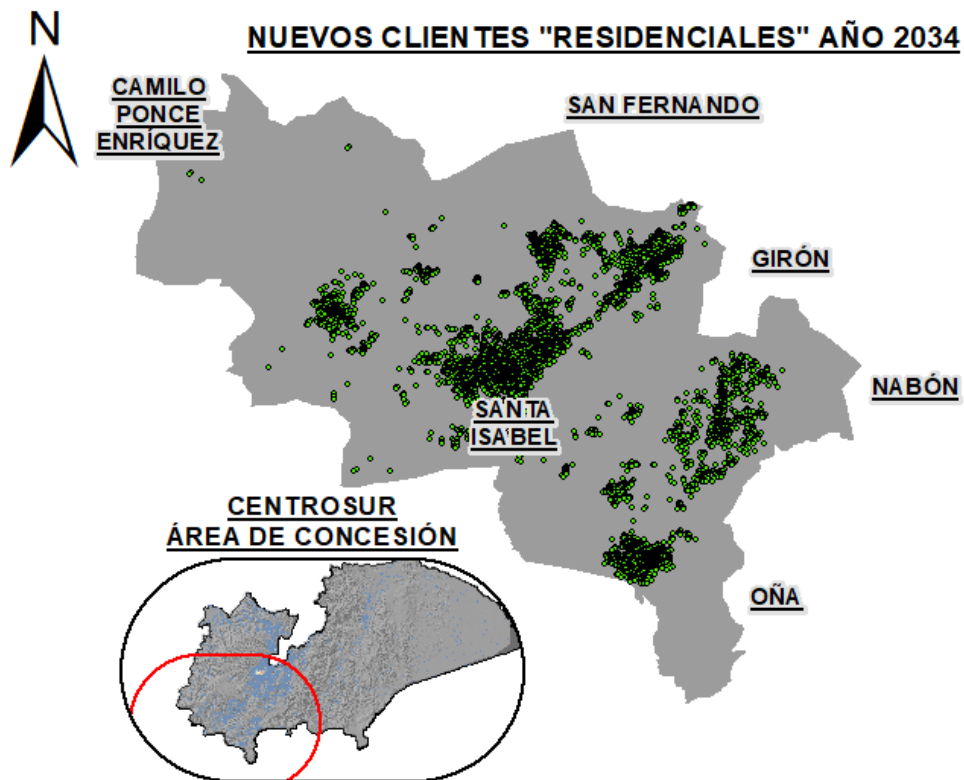 N
NUEVOS CLIENTES "RESIDENCIALES" AÑO 2034
CAMILO
PONCE
ENRÍQUEZ
SAN FERNANDO
GIRÓN
NABÓN
SANTA
ISABEL
CENTROSUR
ÁREA DE CONCESIÓN
OÑA